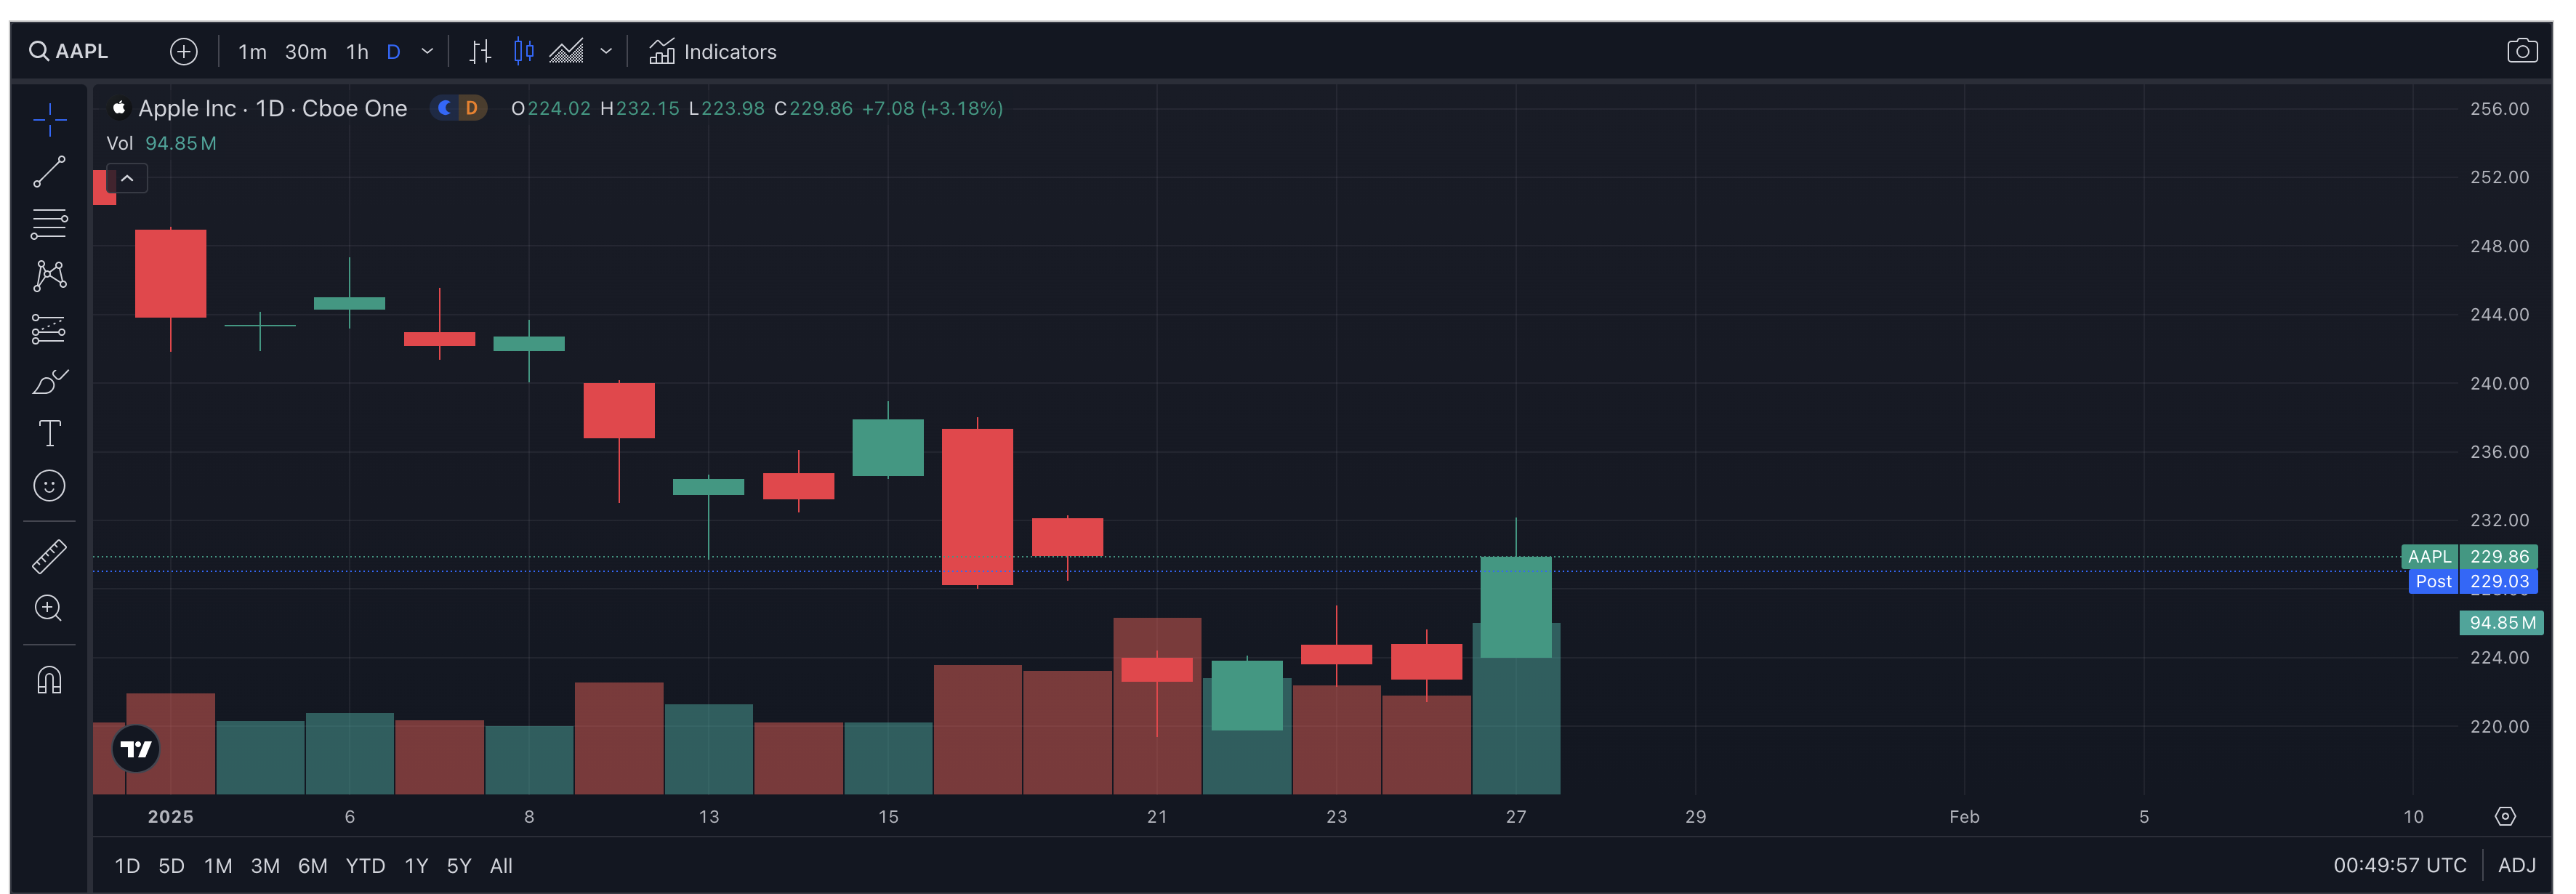 AAPL 1m 30m 1h D Indicators
Apple Inc · 1D · Cboe One D O224.02 H232.15 L223.98 C229.86 +7.08 (+3.18%)
Vol 94.85M
256.00
252.00
248.00
244.00
240.00
236.00
232.00
AAPL 229.86
Post 229.03
94.85M
224.00
220.00
2025 6 8 13 15 21 23 27 29 Feb 5 10
1D 5D 1M 3M 6M YTD 1Y 5Y All 00:49:57 UTC ADJ